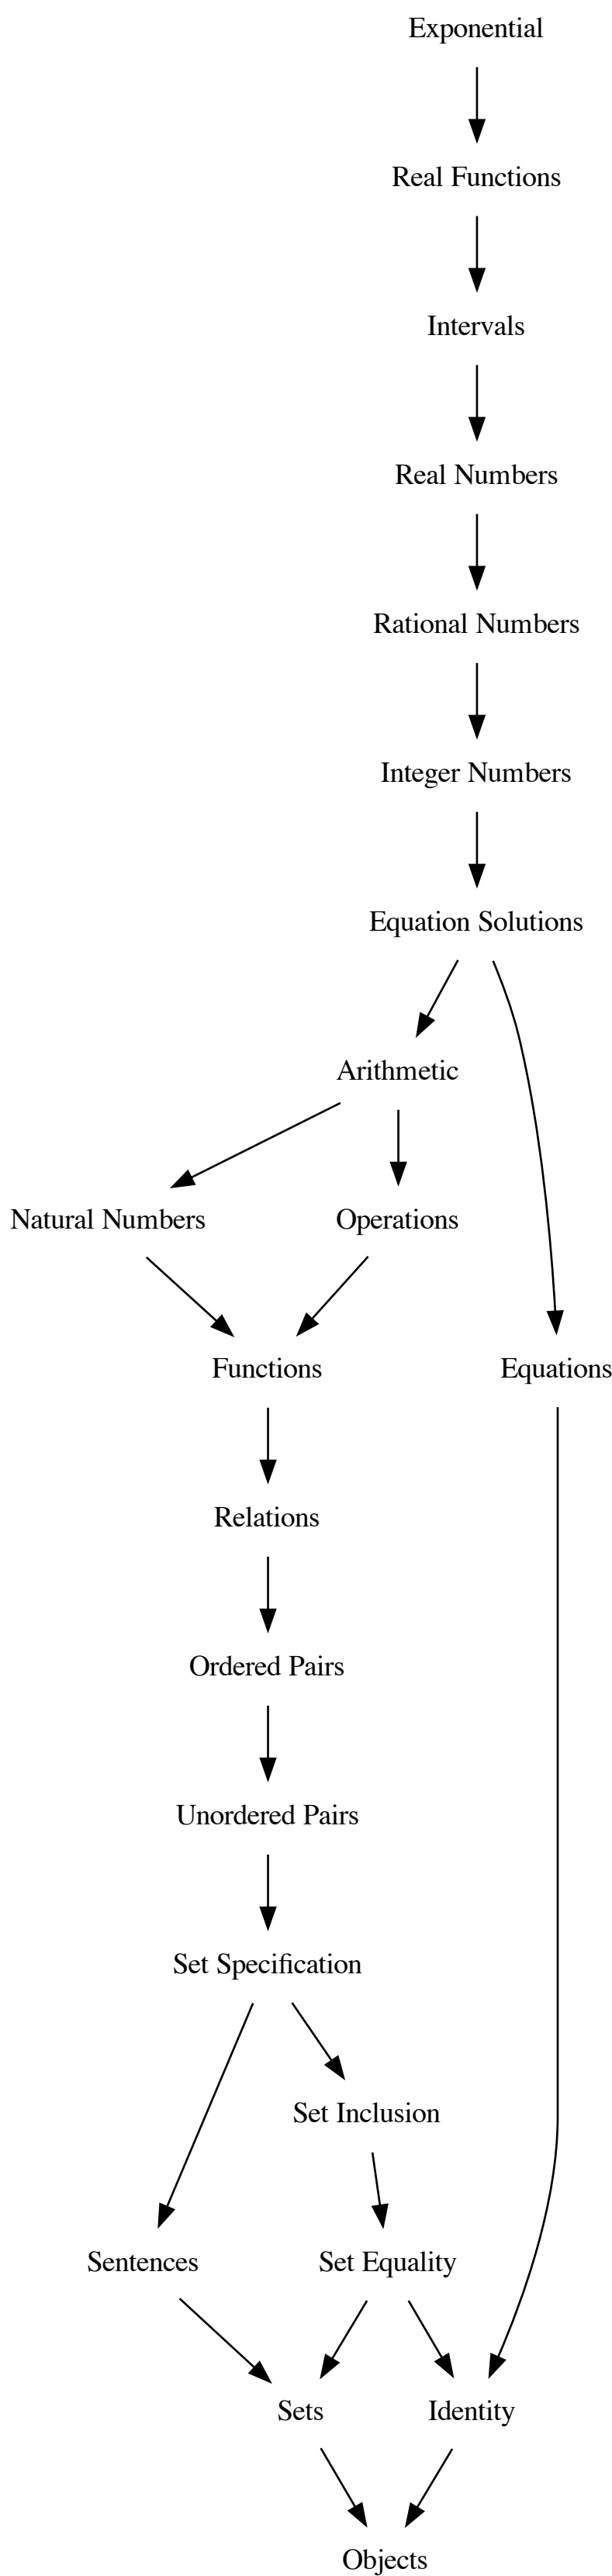 Exponential
Real Functions
Intervals
Real Numbers
Rational Numbers
Integer Numbers
Equation Solutions
Arithmetic
Natural Numbers
Operations
Functions
Equations
Relations
Ordered Pairs
Unordered Pairs
Set Specification
Set Inclusion
Sentences
Set Equality
Sets
Identity
Objects